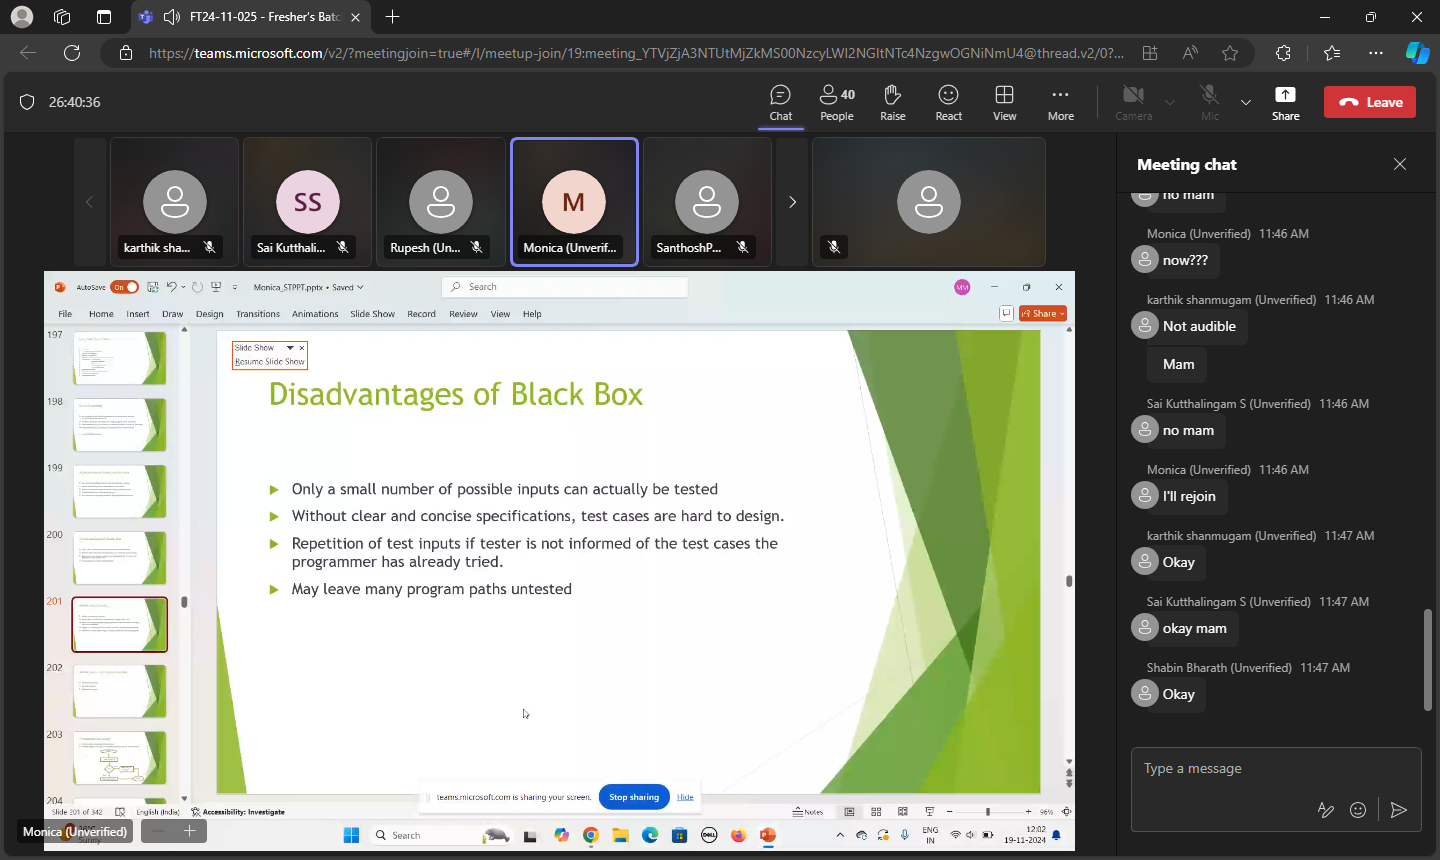 FT24-11-025 - Fresher's Batc
https://teams.microsoft.com/v2/?meetingjoin=true#/l/meetup-join/19:meeting_YTVjZjA3NTUtMjZkMS00NzcyLWI2NGItNTc4NzgwOGNiNmU4@thread.v2/0?...
26:40:36
Chat
40
People
Raise
React
View
More
Camera
Mic
Share
Leave
karthik sha...
SS
Sai Kutthali...
Rupesh (Un...
M
Monica (Unverif...
SanthoshP...
AutoSave
On
Monica_STPPT.pptx • Saved
Search
MM
File
Home
Insert
Draw
Design
Transitions
Animations
Slide Show
Record
Review
View
Help
Share
197
198
199
200
201
202
203
204
Slide Show
Resume Slide Show
Disadvantages of Black Box
Only a small number of possible inputs can actually be tested
Without clear and concise specifications, test cases are hard to design.
Repetition of test inputs if tester is not informed of the test cases the
programmer has already tried.
May leave many program paths untested
teams.microsoft.com is sharing your screen.
Stop sharing
Hide
Slide 201 of 342
English (India)
Accessibility: Investigate
Notes
96%
Monica (Unverified)
Sunny
Search
DELL
ENG
IN
12:02
19-11-2024
Meeting chat
no mam
Monica (Unverified) 11:46 AM
now???
karthik shanmugam (Unverified) 11:46 AM
Not audible
Mam
Sai Kutthalingam S (Unverified) 11:46 AM
no mam
Monica (Unverified) 11:46 AM
I'll rejoin
karthik shanmugam (Unverified) 11:47 AM
Okay
Sai Kutthalingam S (Unverified) 11:47 AM
okay mam
Shabin Bharath (Unverified) 11:47 AM
Okay
Type a message